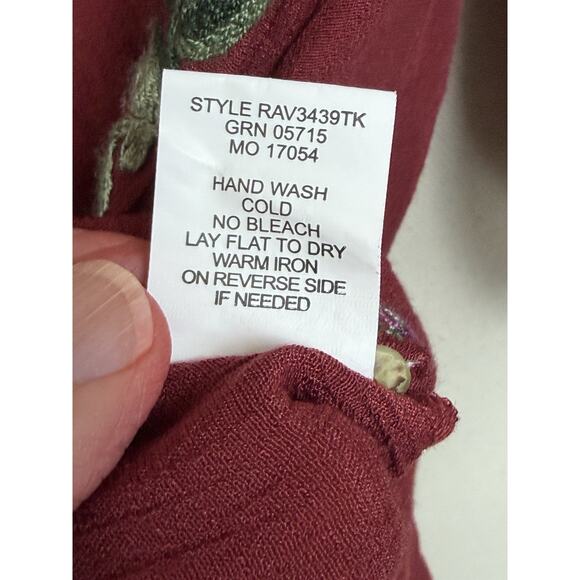 STYLE RAV3439TK
GRN 05715
MO 17054
HAND WASH
COLD
NO BLEACH
LAY FLAT TO DRY
WARM IRON
ON REVERSE SIDE
IF NEEDED